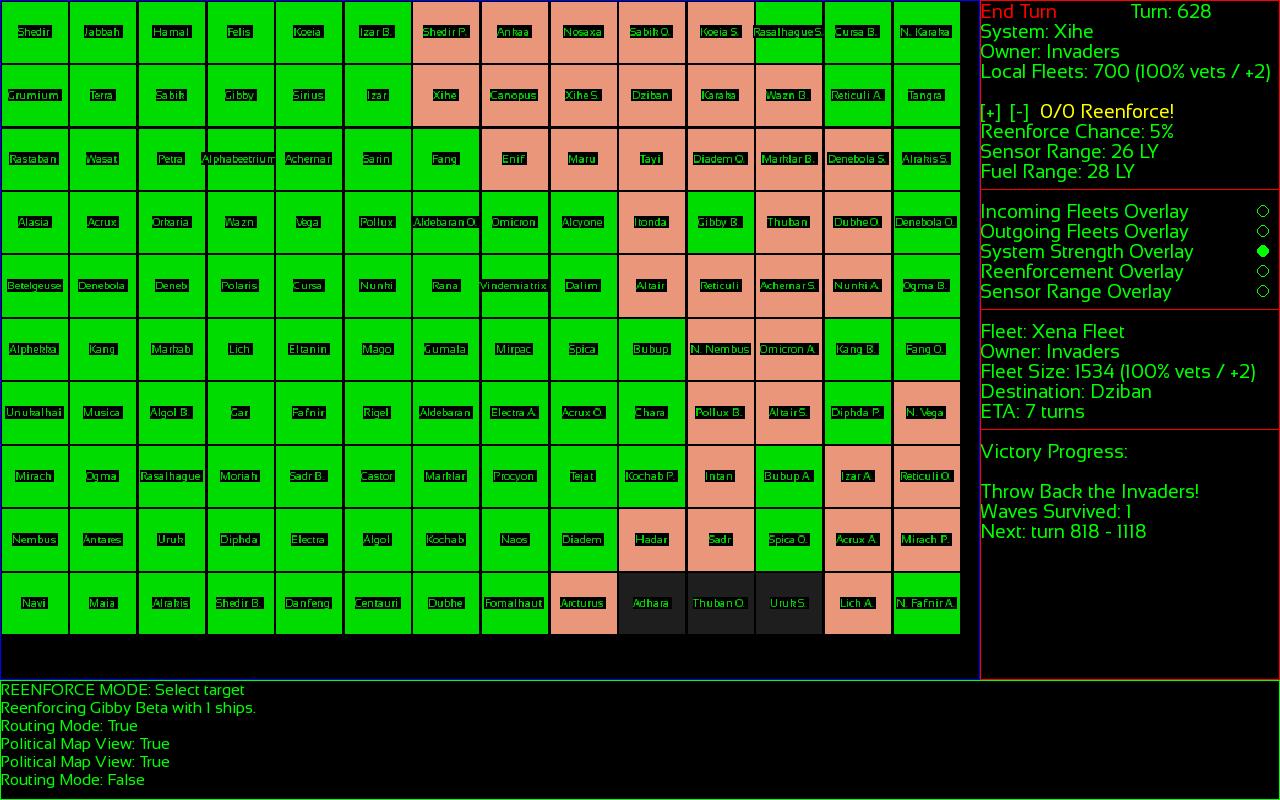 Shedir Jabbah Hamal Felis Koeia Izar B. Shedir P. Ankaa Nosaxa Sabik O. Koeia S. Rasalhague S. Cursa B. N. Karaka
Grumium Terra Sabik Gibby Sirius Izar Xihe Canopus Xihe S. Dziban Karaka Wazn B. Reticuli A. Tangra
Rastaban Wasat Petra Alphabeetrium Achernar Sarin Fang Enif Maru Tayi Diadem O. Marklar B. Denebola S. Alrakis S.
Alasia Acrux Orkaria Wazn Vega Pollux Aldebaran O. Omicron Alcyone Itonda Gibby B. Thuban Dubhe O. Denebola O.
Betelgeuse Denebola Deneb Polaris Cursa Nunki Rana Vindemiatrix Dalim Altair Reticuli Achernar S. Nunki A. Ogma B.
Alphekka Kang Markab Lich Eltanin Mago Gumala Mirpac Spica Bubup N. Nembus Omicron A. Kang B. Fang O.
Unukalhai Musica Algol B. Gar Fafnir Rigel Aldebaran Electra A. Acrux O. Chara Pollux B. Altair S. Diphda P. N. Vega
Mirach Ogma Rasalhague Moriah Sadr B. Castor Marklar Procyon Tejat Kochab P. Intan Bubup A. Izar A. Reticuli O.
Nembus Antares Uruk Diphda Electra Algol Kochab Naos Diadem Hadar Sadr Spica O. Acrux A. Mirach P.
Navi Maia Alrakis Shedir B. Danfeng Centauri Dubhe Fomalhaut Arcturus Adhara Thuban O. Uruk S. Lich A. N. Fafnir A.
End Turn Turn: 628
System: Xihe
Owner: Invaders
Local Fleets: 700 (100% vets / +2)
[+] [-] 0/0 Reenforce!
Reenforce Chance: 5%
Sensor Range: 26 LY
Fuel Range: 28 LY
Incoming Fleets Overlay
Outgoing Fleets Overlay
System Strength Overlay
Reenforcement Overlay
Sensor Range Overlay
Fleet: Xena Fleet
Owner: Invaders
Fleet Size: 1534 (100% vets / +2)
Destination: Dziban
ETA: 7 turns
Victory Progress:
Throw Back the Invaders!
Waves Survived: 1
Next: turn 818 - 1118
REENFORCE MODE: Select target
Reenforcing Gibby Beta with 1 ships.
Routing Mode: True
Political Map View: True
Political Map View: True
Routing Mode: False